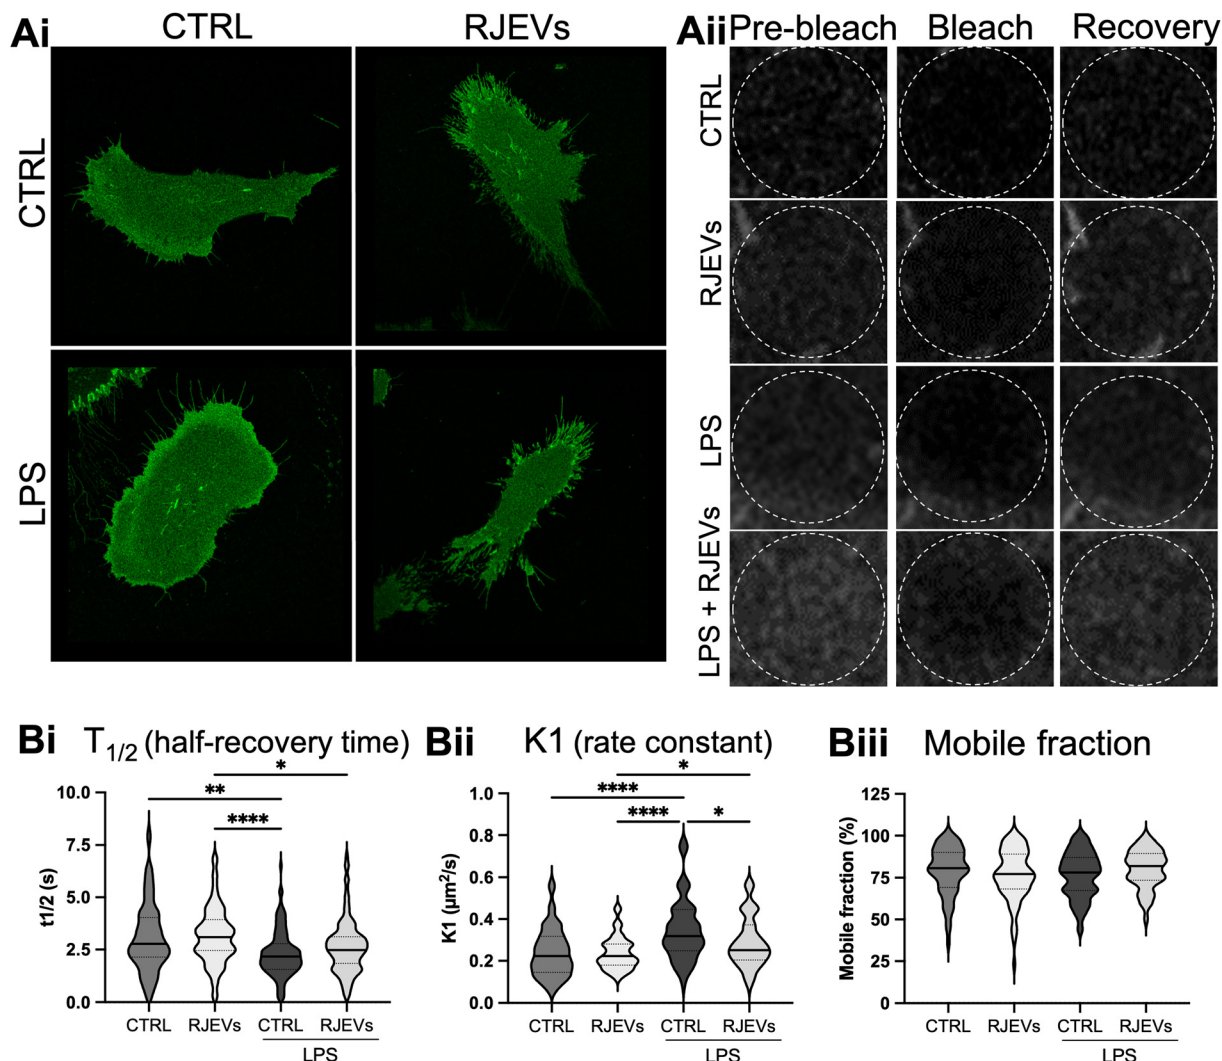 Ai
CTRL
RJEVs
CTRL
LPS
Aii
Pre-bleach
Bleach
Recovery
CTRL
RJEVs
LPS
LPS + RJEVs
Bi
T1/2 (half-recovery time)
*
**
****
10.0
7.5
5.0
2.5
0.0
t1/2 (s)
CTRL
RJEVs
CTRL
RJEVs
LPS
Bii
K1 (rate constant)
*
****
****
*
1.0
0.8
0.6
0.4
0.2
0.0
K1 (µm²/s)
CTRL
RJEVs
CTRL
RJEVs
LPS
Biii
Mobile fraction
125
100
75
50
25
0
Mobile fraction (%)
CTRL
RJEVs
CTRL
RJEVs
LPS